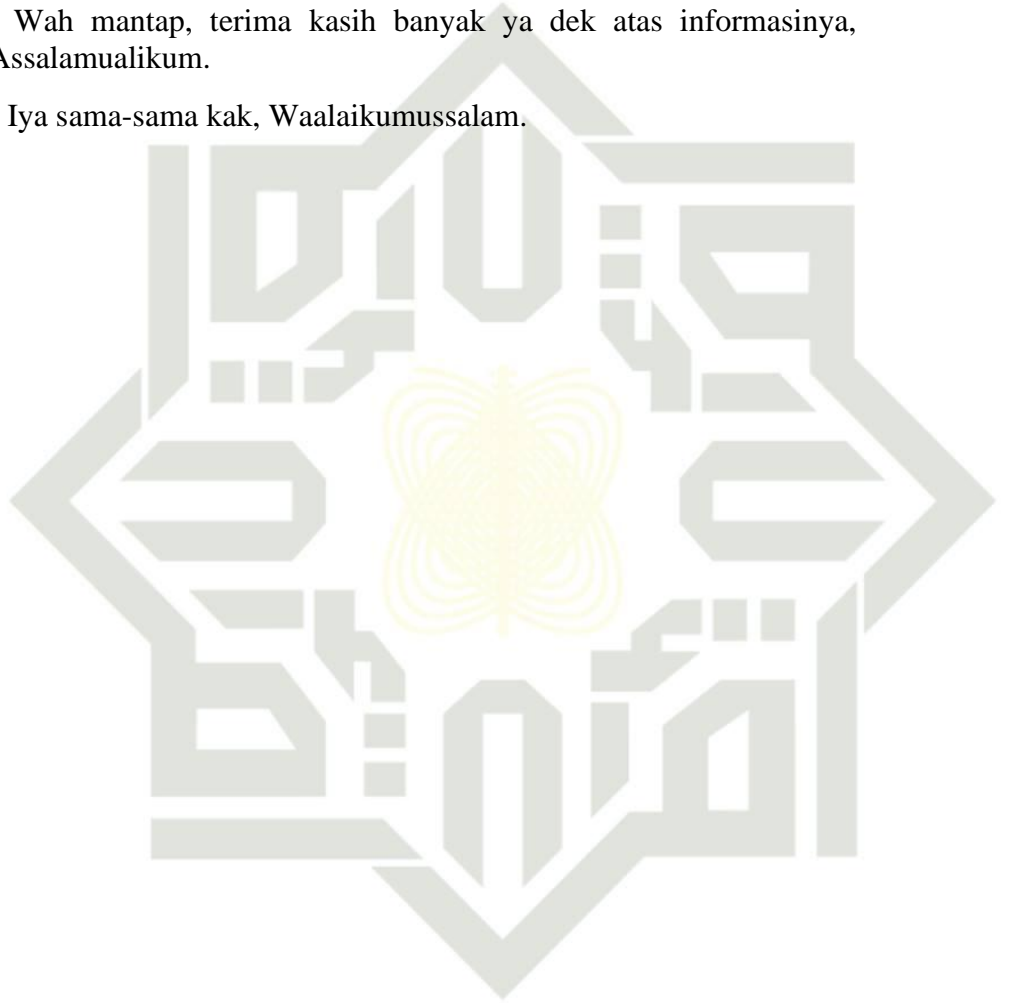 Wah mantap, terima kasih banyak ya dek atas informasinya,
Assalamualikum.
Iya sama-sama kak, Waalaikumussalam.